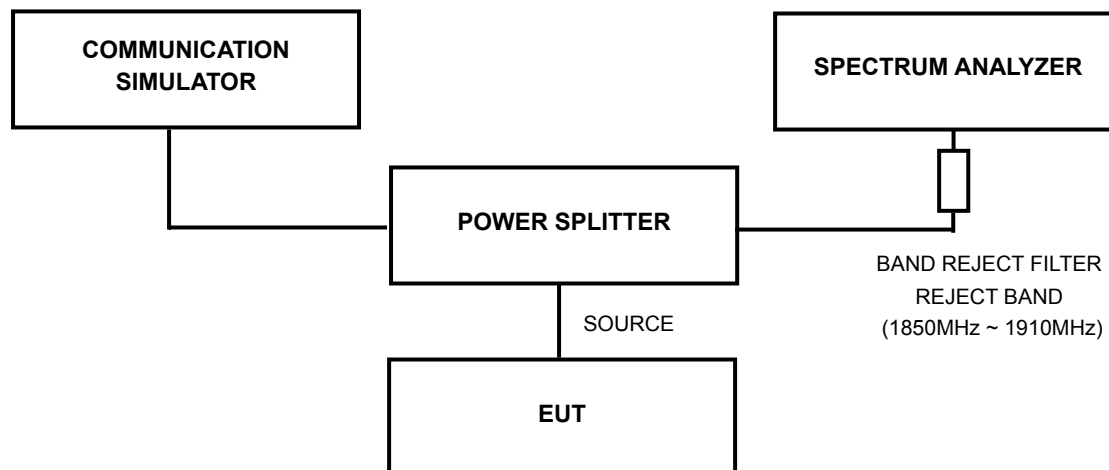 COMMUNICATION
SIMULATOR
SPECTRUM ANALYZER
POWER SPLITTER
BAND REJECT FILTER
REJECT BAND
(1850MHz ~ 1910MHz)
SOURCE
EUT